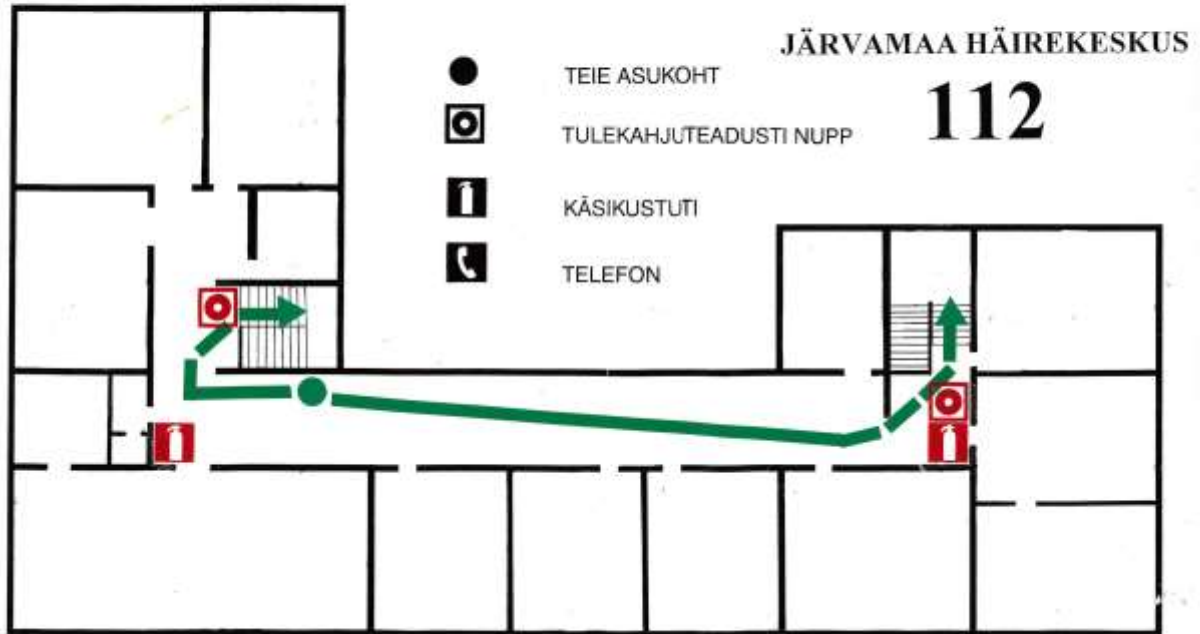 JÄRVAMAA HÄIREKESKUS
112
TEIE ASUKOHT
TULEKAHJUTEADUSTI NUPP
KÄSIKUSTUTI
TELEFON